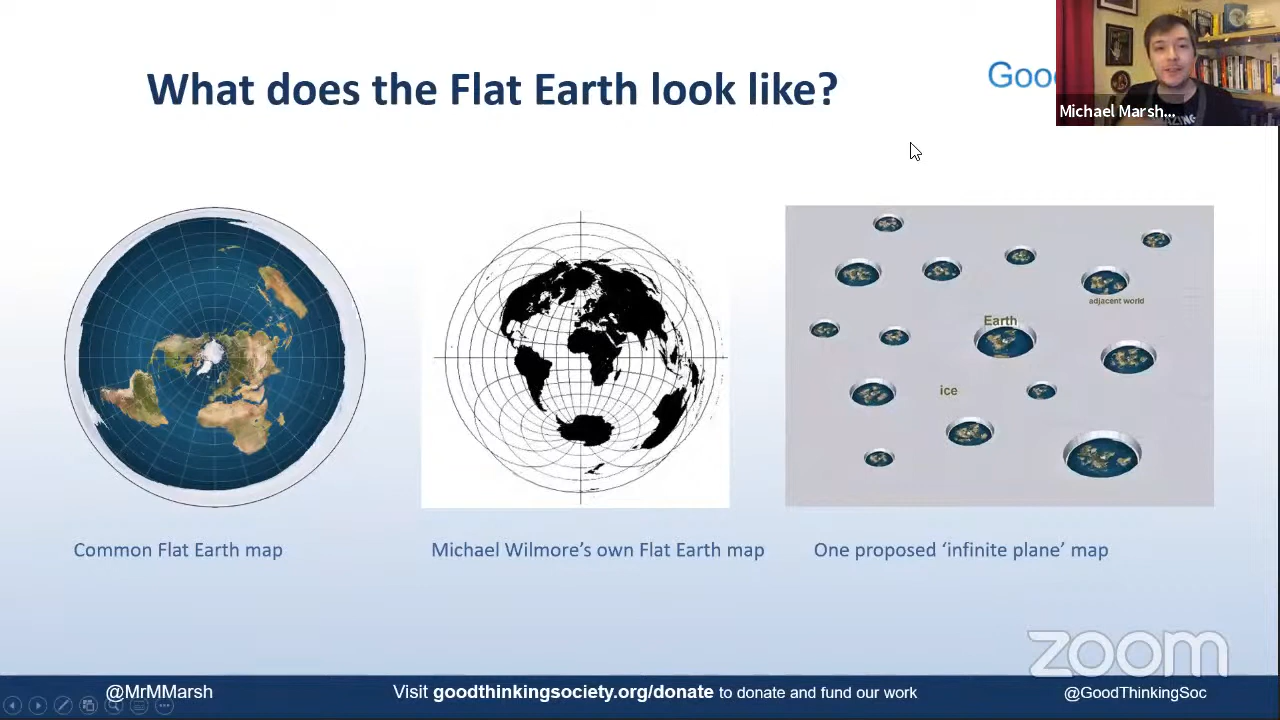 What does the Flat Earth look like?
Michael Marsh...
Earth
adjacent world
ice
Common Flat Earth map
Michael Wilmore's own Flat Earth map
One proposed 'infinite plane' map
zoom
@MrMMarsh
Visit goodthinkingsociety.org/donate to donate and fund our work
@GoodThinkingSoc